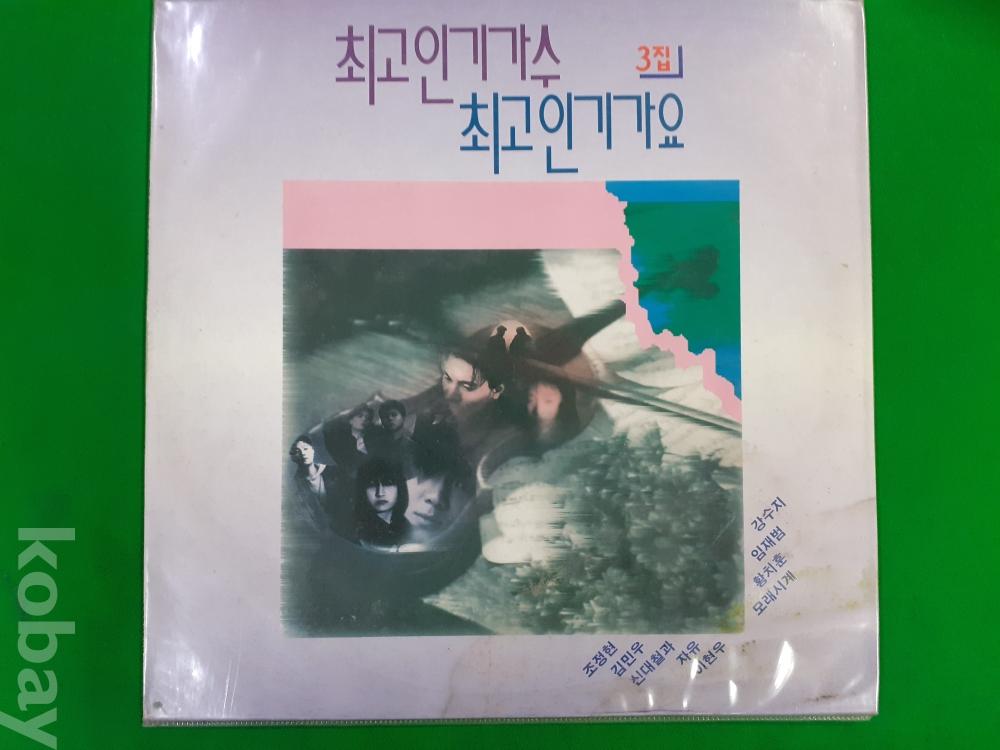 최고인기가수
3집
최고인기가요
강수지
임재범
황치훈
모래시계
조정현
김민우
신대철과 자유
이현우
kobay